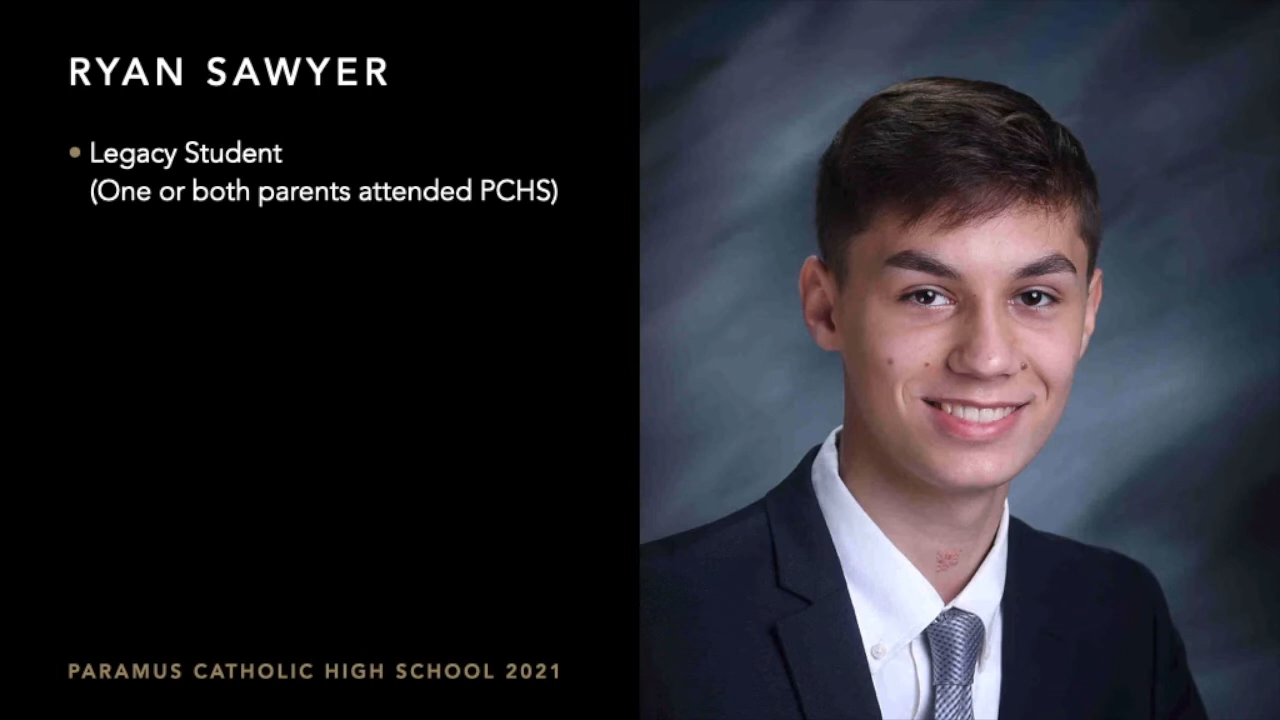 RYAN SAWYER
• Legacy Student
(One or both parents attended PCHS)
PARAMUS CATHOLIC HIGH SCHOOL 2021